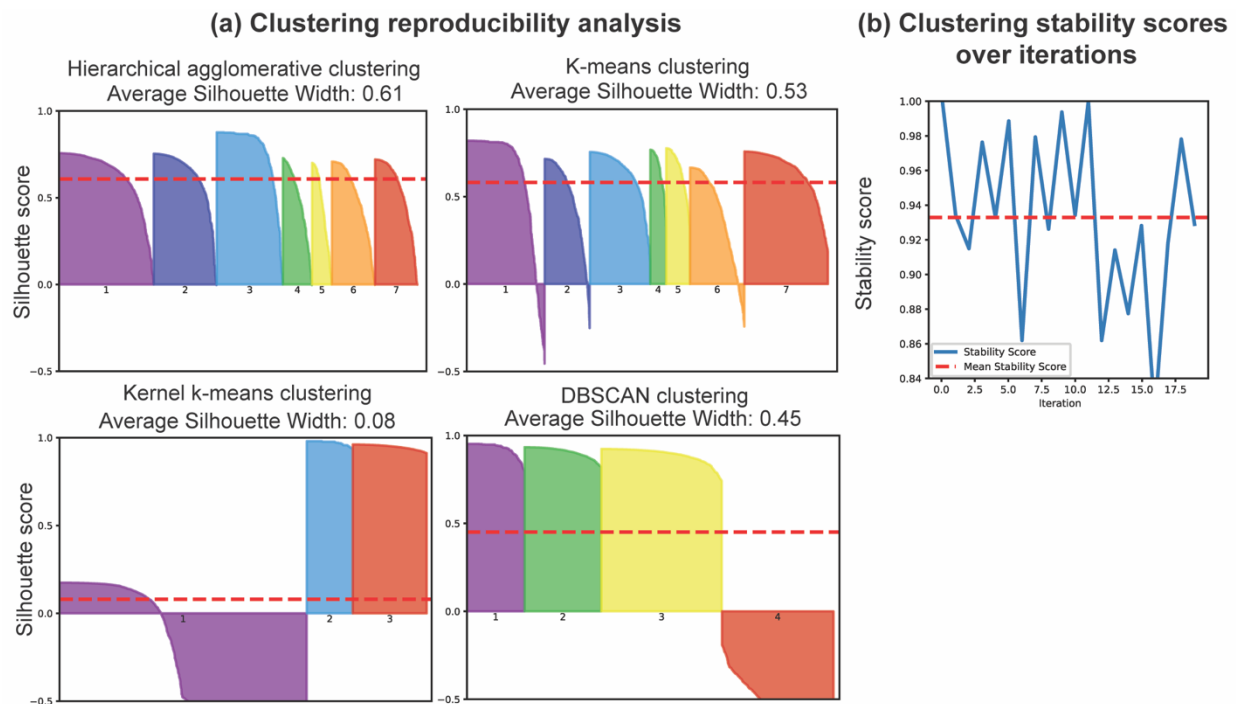 (a) Clustering reproducibility analysis
Hierarchical agglomerative clustering
Average Silhouette Width: 0.61
Silhouette score
1.0
0.5
0.0
−0.5
1 2 3 4 5 6 7
K-means clustering
Average Silhouette Width: 0.53
1.0
0.5
0.0
−0.5
1 2 3 4 5 6 7
Kernel k-means clustering
Average Silhouette Width: 0.08
Silhouette score
1.0
0.5
0.0
−0.5
1 2 3
DBSCAN clustering
Average Silhouette Width: 0.45
1.0
0.5
0.0
−0.5
1 2 3 4
(b) Clustering stability scores
over iterations
Stability score
1.00
0.98
0.96
0.94
0.92
0.90
0.88
0.86
0.84
Stability Score
Mean Stability Score
0.0 2.5 5.0 7.5 10.0 12.5 15.0 17.5
Iteration